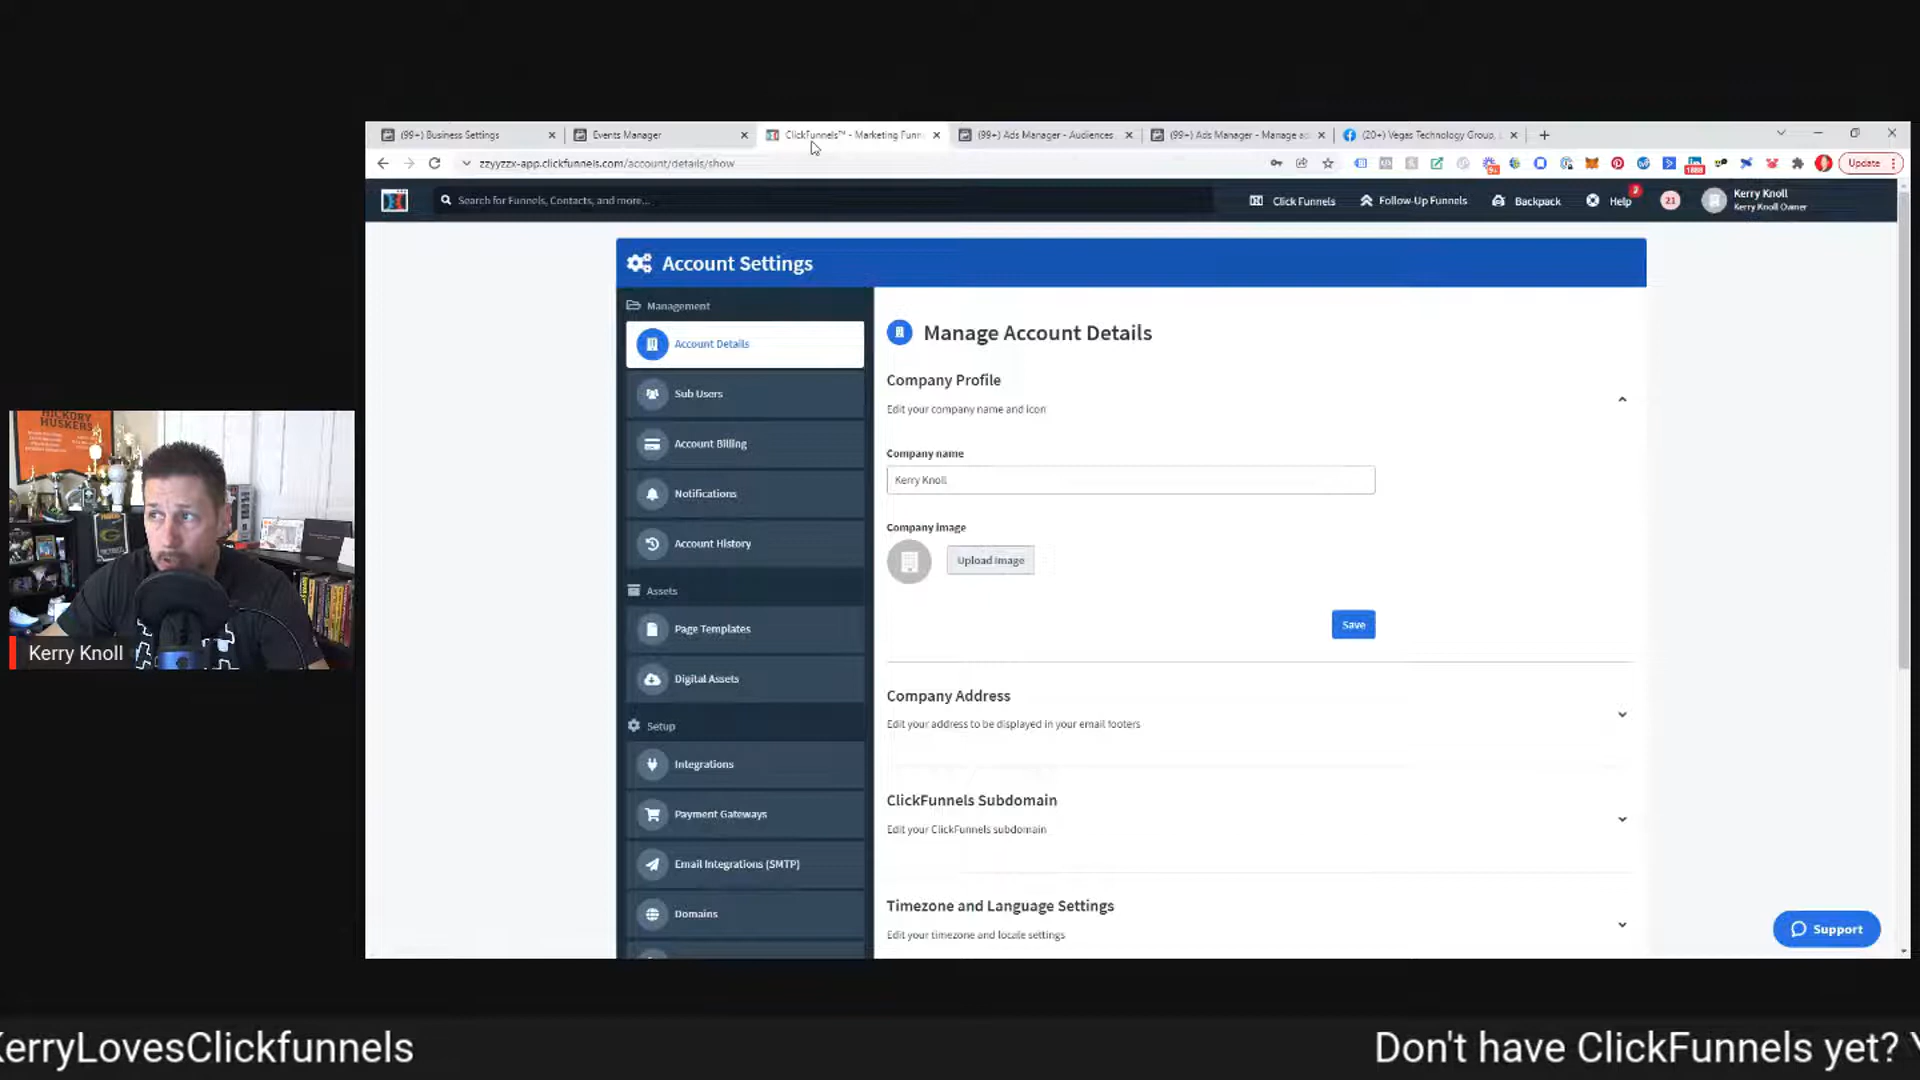 (99+) Business Settings
Events Manager
ClickFunnels™ - Marketing Funn
(99+) Ads Manager - Audiences
(99+) Ads Manager - Manage ad
(20+) Vegas Technology Group,
zzyyzzx-app.clickfunnels.com/account/details/show
Update
Search for Funnels, Contacts, and more...
Click Funnels
Follow-Up Funnels
Backpack
Help
21
Kerry Knoll
Kerry Knoll Owner
Account Settings
Management
Account Details
Sub Users
Account Billing
Notifications
Account History
Assets
Page Templates
Digital Assets
Setup
Integrations
Payment Gateways
Email Integrations (SMTP)
Domains
Manage Account Details
Company Profile
Edit your company name and icon
Company name
Kerry Knoll
Company Image
Upload Image
Save
Company Address
Edit your address to be displayed in your email footers
ClickFunnels Subdomain
Edit your ClickFunnels subdomain
Timezone and Language Settings
Edit your timezone and locale settings
Support
HICKORY
HUSKERS
Kerry Knoll
KerryLovesClickfunnels
Don't have ClickFunnels yet? Y